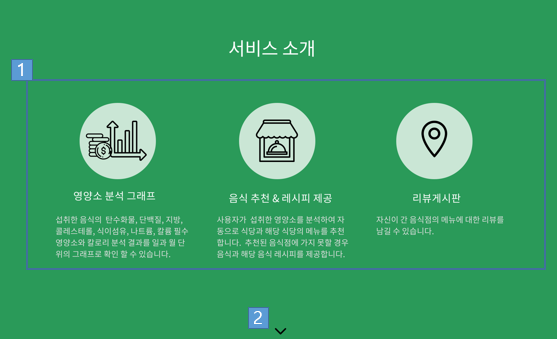 서비스 소개
1
영양소 분석 그래프
섭취한 음식의 탄수화물, 단백질, 지방,
콜레스테롤, 식이섬유, 나트륨, 칼륨 필수
영양소와 칼로리 분석 결과를 일과 월 단
위의 그래프로 확인 할 수 있습니다.
음식 추천 & 레시피 제공
사용자가 섭취한 영양소를 분석하여 자
동으로 식당과 해당 식당의 메뉴를 추천
합니다. 추천된 음식점에 가지 못할 경우
음식과 해당 음식 레시피를 제공합니다.
리뷰게시판
자신이 간 음식점의 메뉴에 대한 리뷰를
남길 수 있습니다.
2